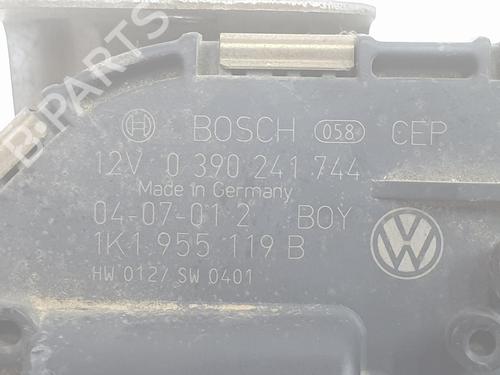 BOSCH 058 CEP
12V 0 390 241 744
Made in Germany
04-07-01 2 BOY
1K1 955 119 B
HW 012/ SW 0401
B-PARTS